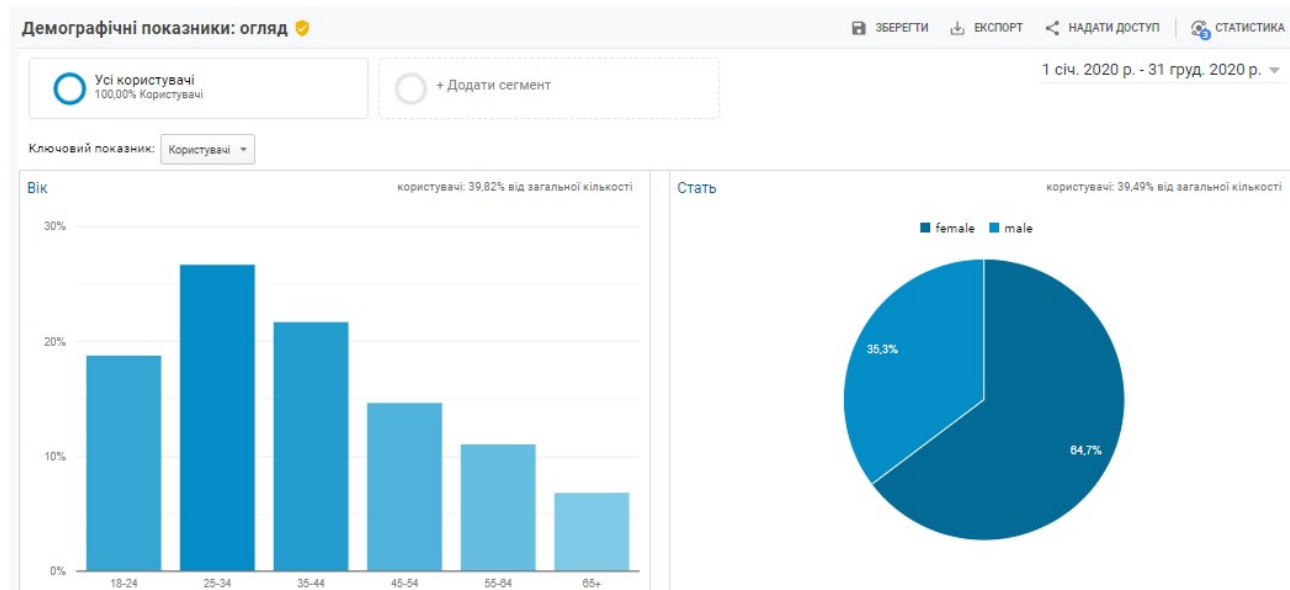 Демографічні показники: огляд
ЗБЕРЕГТИ ЕКСПОРТ НАДАТИ ДОСТУП 3 СТАТИСТИКА
Усі користувачі
100,00% Користувачі
+ Додати сегмент
1 січ. 2020 р. - 31 груд. 2020 р.
Ключовий показник: Користувачі
Вік
користувачі: 39,82% від загальної кількості
30%
20%
10%
0%
18-24 25-34 35-44 45-54 55-64 65+
Стать
користувачі: 39,49% від загальної кількості
female male
35,3%
64,7%